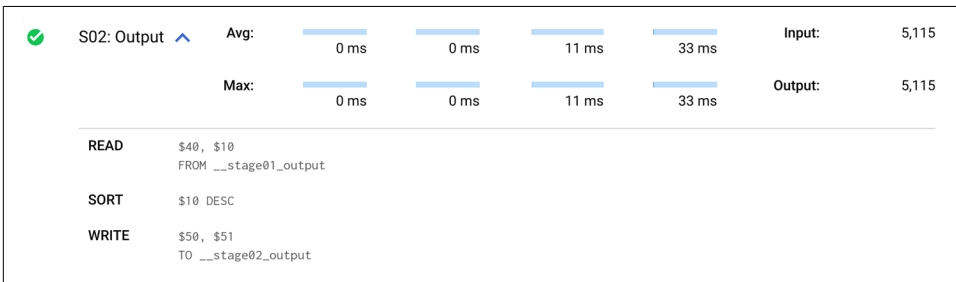 S02: Output Avg: 0 ms 0 ms 11 ms 33 ms Input: 5,115
Max: 0 ms 0 ms 11 ms 33 ms Output: 5,115
READ $40, $10
FROM __stage01_output
SORT $10 DESC
WRITE $50, $51
TO __stage02_output